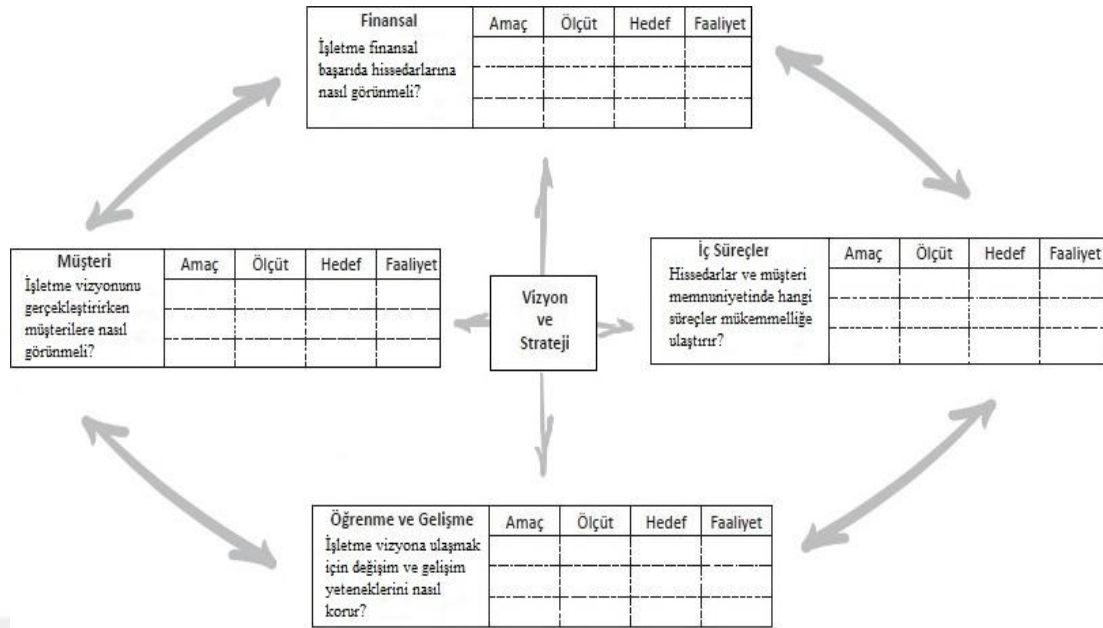 Finansal
İşletme finansal
başarıda hissedarlarına
nasıl görünmeli?
Amaç Ölçüt Hedef Faaliyet
Müşteri
İşletme vizyonunu
gerçekleştirirken
müşterilere nasıl
görünmeli?
Amaç Ölçüt Hedef Faaliyet
Vizyon
ve
Strateji
İç Süreçler
Hissedarlar ve müşteri
memnuniyetinde hangi
süreçler mükemmelliğe
ulaştırır?
Amaç Ölçüt Hedef Faaliyet
Öğrenme ve Gelişme
İşletme vizyona ulaşmak
için değişim ve gelişim
yeteneklerini nasıl
korur?
Amaç Ölçüt Hedef Faaliyet